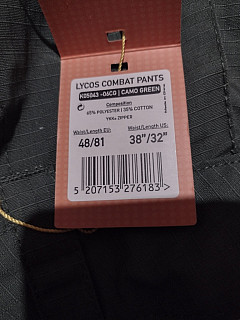 LYCOS COMBAT PANTS
K05043 -06CG | CAMO GREEN
Composition
65% POLYESTER | 35% COTTON
YKK® ZIPPER
Waist/Length EU:
48/81
Waist/Length US:
38"/32"
5 207153 276183 >